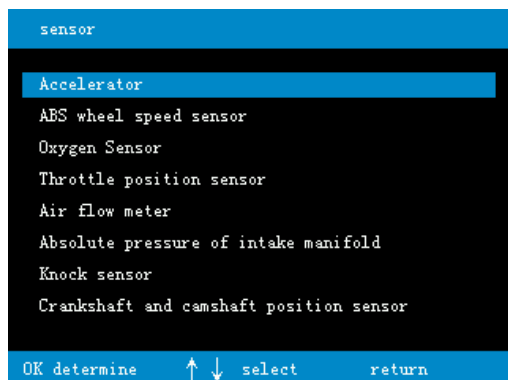 sensor
Accelerator
ABS wheel speed sensor
Oxygen Sensor
Throttle position sensor
Air flow meter
Absolute pressure of intake manifold
Knock sensor
Crankshaft and camshaft position sensor
OK determine ↑ ↓ select return